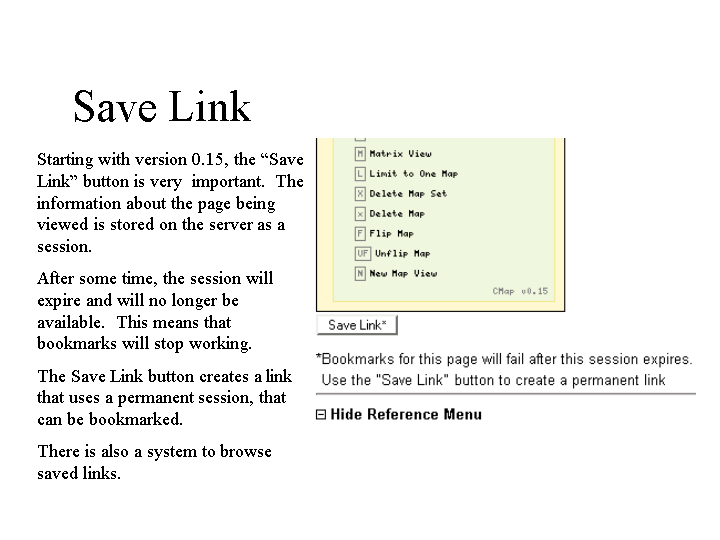 Save Link
Starting with version 0.15, the “Save
Link” button is very important. The
information about the page being
viewed is stored on the server as a
session.
After some time, the session will
expire and will no longer be
available. This means that
bookmarks will stop working.
The Save Link button creates a link
that uses a permanent session, that
can be bookmarked.
There is also a system to browse
saved links.
M Matrix View
L Limit to One Map
X Delete Map Set
x Delete Map
F Flip Map
UF Unflip Map
N New Map View
CMap v0.15
Save Link*
*Bookmarks for this page will fail after this session expires.
Use the "Save Link" button to create a permanent link
Hide Reference Menu